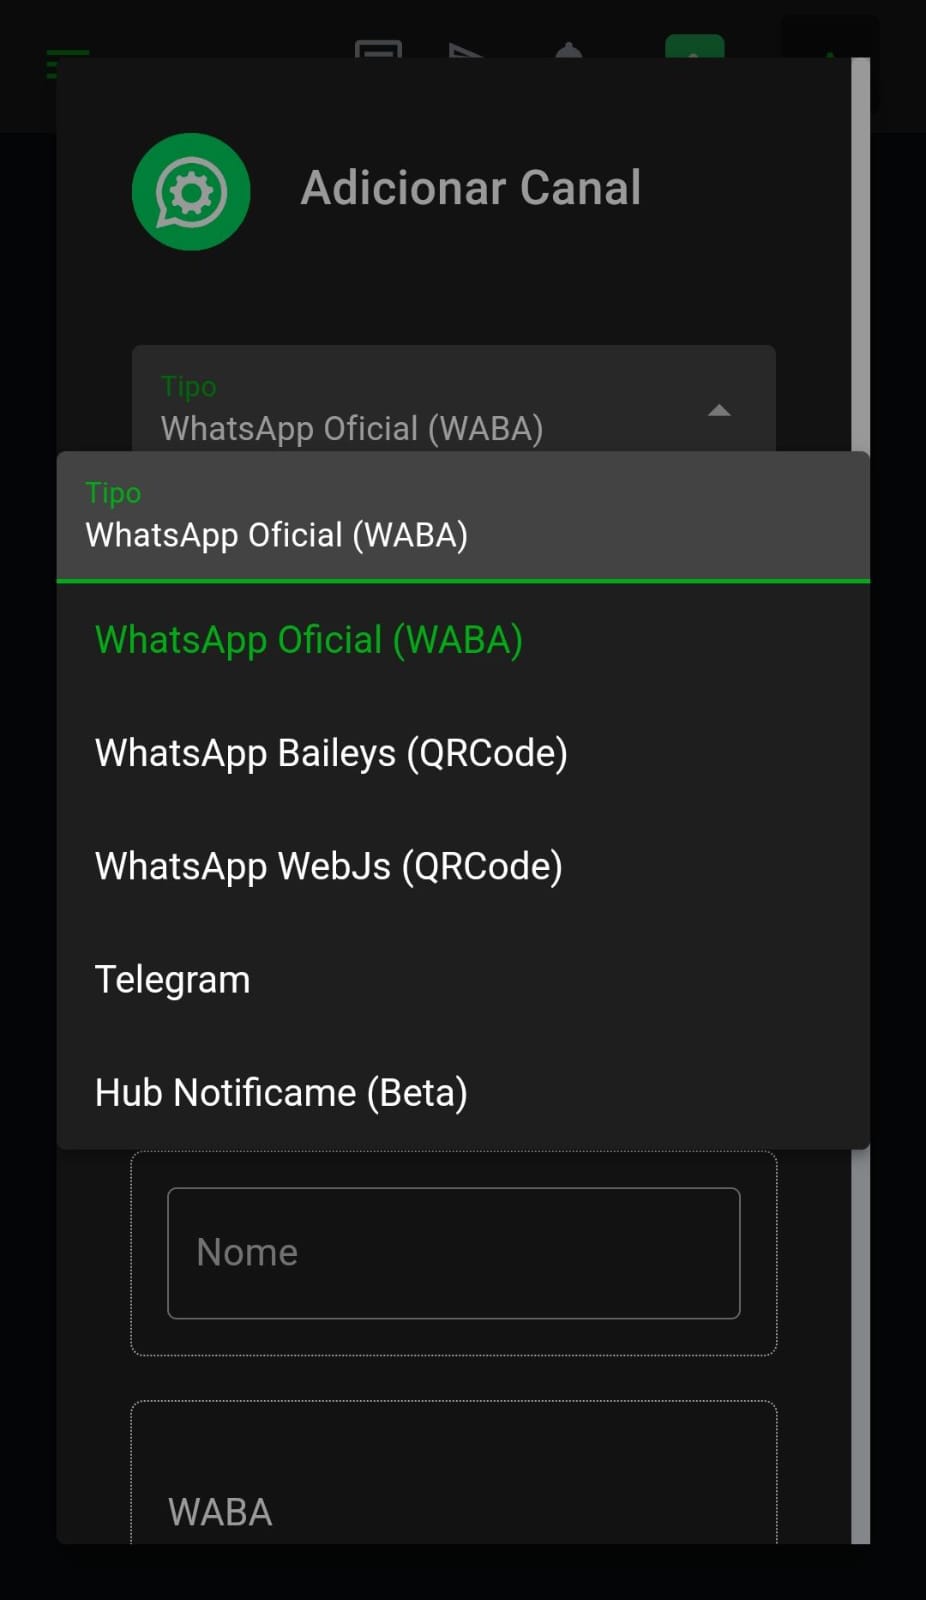 Adicionar Canal
Tipo
WhatsApp Oficial (WABA)
Tipo
WhatsApp Oficial (WABA)
WhatsApp Oficial (WABA)
WhatsApp Baileys (QRCode)
WhatsApp WebJs (QRCode)
Telegram
Hub Notificame (Beta)
Nome
WABA